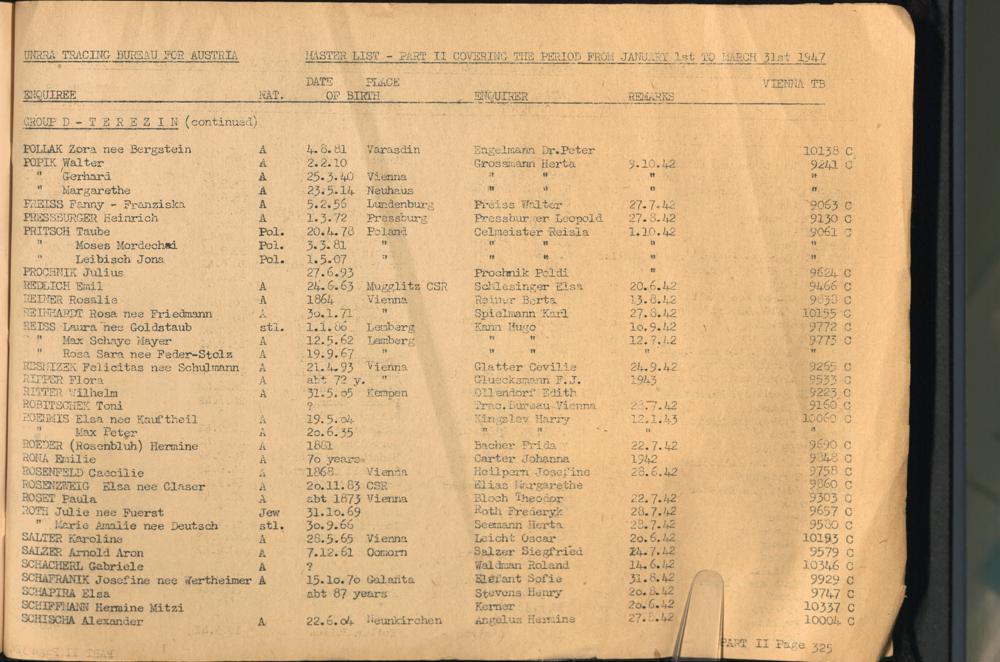 UNRRA TRACING BUREAU FOR AUSTRIA MASTER LIST - PART II COVERING THE PERIOD FROM JANUARY 1st TO MARCH 31st 1947
DATE PLACE VIENNA TB
ENQUIREE NAT. OF BIRTH ENQUIRER REMARKS
GROUP D - T E R E Z I N (continued)
POLLAK Zora nee Bergstein A 4.8.81 Varasdin Engelmann Dr.Peter 10138 C
POPIK Walter A 2.2.10 Grossmann Herta 9.10.42 9241 C
" Gerhard A 25.3.40 Vienna " " " "
" Margarethe A 23.5.14 Neuhaus " " " "
PREISS Fanny - Franziska A 5.2.56 Lundenburg Preiss Walter 27.7.42 9063 C
PRESSBURGER Heinrich A 1.3.72 Pressburg Pressburger Leopold 27.8.42 9130 C
PRITSCH Taube Pol. 20.4.78 Poland Celmeister Reisla 1.10.42 9061 C
" Moses Mordechai Pol. 3.3.81 " " " " "
" Leibisch Jona Pol. 1.5.07 " " " " "
PROCHNIK Julius 27.6.93 Prochnik Poldi " 9624 C
REDLICH Emil A 24.6.63 Mugglitz CSR Schlesinger Elsa 20.6.42 9466 C
REINER Rosalie A 1864 Vienna Reiner Berta 13.8.42 C
REINHARDT Rosa nee Friedmann A 30.1.71 " Spielmann Karl 27.8.42 10155 C
REISS Laura nee Goldstaub stl. 1.1.86 Lemberg Kann Hugo 10.9.42 9772 C
" Max Schaye Mayer A 12.5.62 Lemberg " " 12.7.42 9773 C
" Rosa Sara nee Feder-Stolz A 19.9.67 " " " " "
RESNIZEK Felicitas nee Schulmann A 21.4.93 Vienna Glatter Cevilie 24.9.42 9265 C
RITTER Flora A abt 72 y. " Gluecksmann F.J. 1943 9533 C
RITTER Wilhelm A 31.5.05 Kempen Ollendorf Edith 9223 C
ROBITSCHEK Toni ? Trac.Bureau-Vienna 28.7.42 9160 C
ROEHMIS Elsa nee Kauftheil A 19.5.04 Kingsley Harry 12.1.43 10060 C
" Max Peter A 20.6.35 " " " "
ROEDER (Rosenbluh) Hermine A 1881 Bacher Frida 22.7.42 9690 C
RONA Emilie A 70 years Carter Johanna 1942 C
ROSENFELD Caecilie A 1868 Vienna Heilpern Josefine 28.6.42 9758 C
ROSENZWEIG Elsa nee Glaser A 20.11.83 CSR Elias Margarethe 9860 C
ROSET Paula A abt 1873 Vienna Bloch Theodor 22.7.42 9303 C
ROTH Julie nee Fuerst Jew 31.10.69 Roth Frederyk 28.7.42 9657 C
" Marie Amalie nee Deutsch stl. 30.9.66 Seemann Herta 28.7.42 9580 C
SALTER Karoline A 28.5.65 Vienna Leicht Oscar 20.6.42 10193 C
SALZER Arnold Aron A 7.12.61 Oomorn Salzer Siegfried 24.7.42 9579 C
SCHACHERL Gabriele A ? Waldman Roland 14.6.42 10346 C
SCHAFRANIK Josefine nee Wertheimer A 15.10.70 Galanta Elefant Sofie 31.8.42 9929 C
SCHAPIRA Elsa abt 87 years Stevens Henry 20.8.42 9747 C
SCHIFFMANN Hermine Mitzi Kerner 20.6.42 10337 C
SCHISCHA Alexander A 22.6.04 Neunkirchen Angelus Hermine 27.8.42 10004 C
PART II Page 325